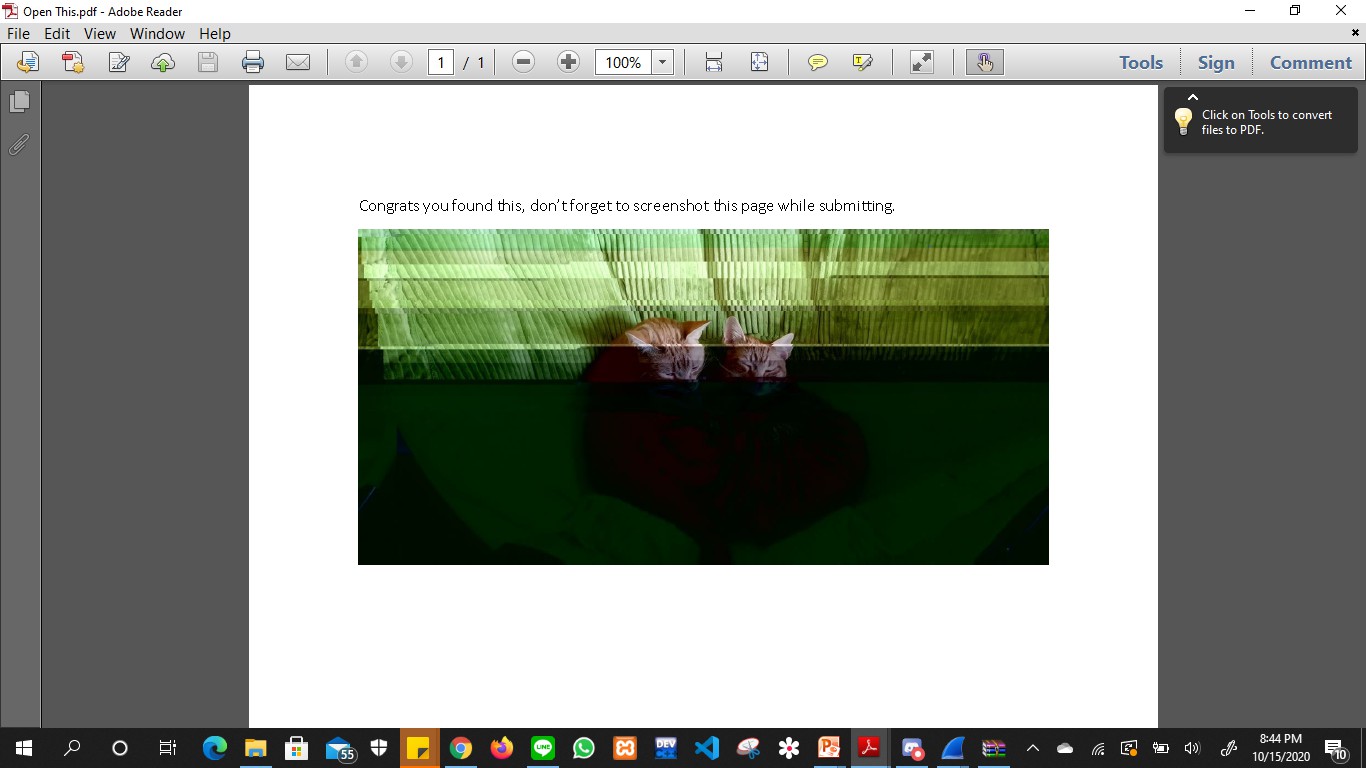 Open This.pdf - Adobe Reader
File Edit View Window Help
1 / 1 100% Tools Sign Comment
Click on Tools to convert
files to PDF.
Congrats you found this, don't forget to screenshot this page while submitting.
55
LINE
DEV
8:44 PM
10/15/2020
10